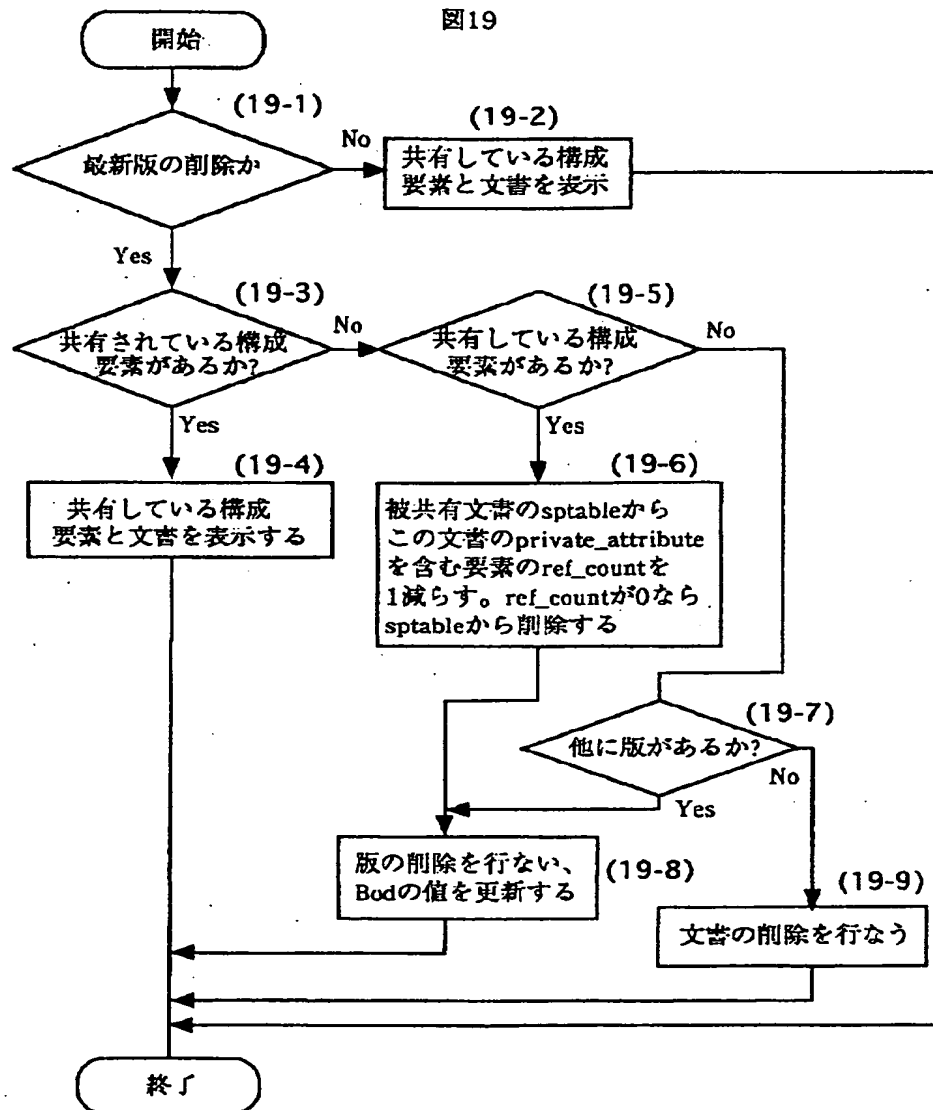 図19
開始
(19-1)
最新版の削除か
No
(19-2)
共有している構成
要素と文書を表示
Yes
(19-3)
共有されている構成
要素があるか?
No
(19-5)
共有している構成
要素があるか?
No
Yes
Yes
(19-4)
共有している構成
要素と文書を表示する
(19-6)
被共有文書のsptableから
この文書のprivate_attribute
を含む要素のref_countを
1減らす。ref_countが0なら
sptableから削除する
(19-7)
他に版があるか?
No
Yes
版の削除を行ない、
Bodの値を更新する
(19-8)
(19-9)
文書の削除を行なう
終了